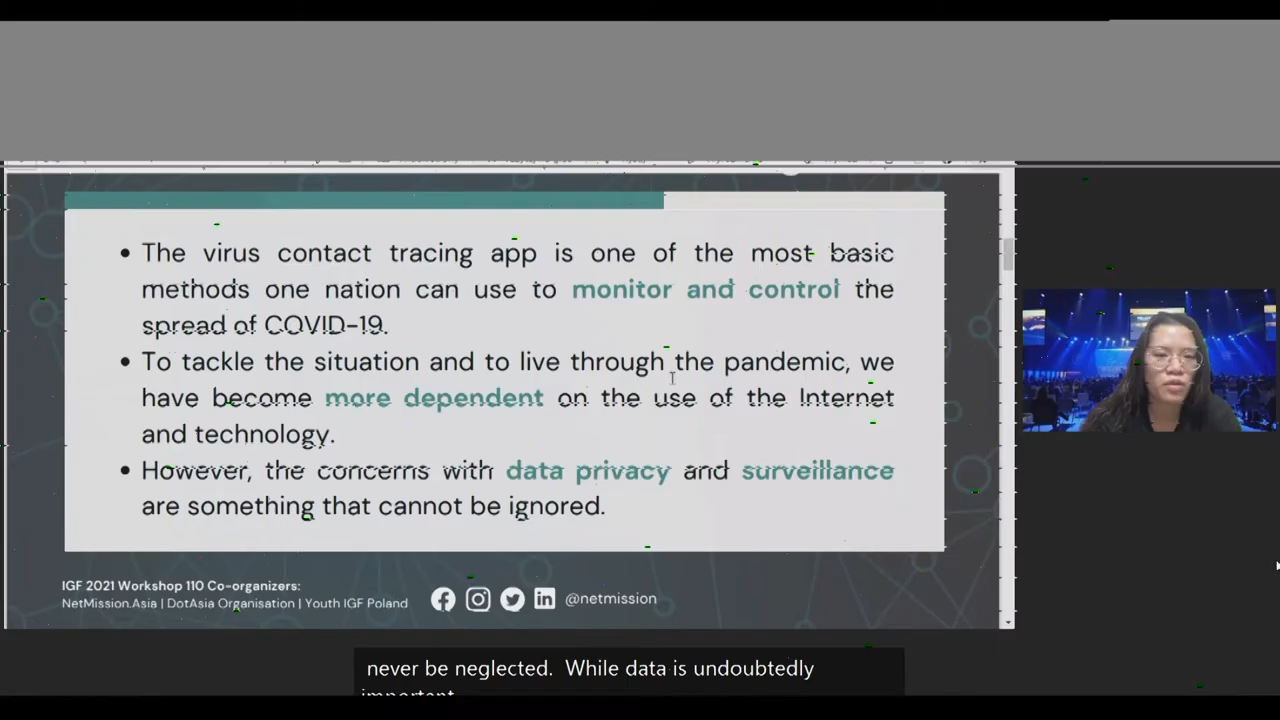 • The virus contact tracing app is one of the most basic
methods one nation can use to monitor and control the
spread of COVID-19.
• To tackle the situation and to live through the pandemic, we
have become more dependent on the use of the Internet
and technology.
• However, the concerns with data privacy and surveillance
are something that cannot be ignored.
IGF 2021 Workshop 110 Co-organizers:
NetMission.Asia | DotAsia Organisation | Youth IGF Poland
@netmission
never be neglected. While data is undoubtedly
important